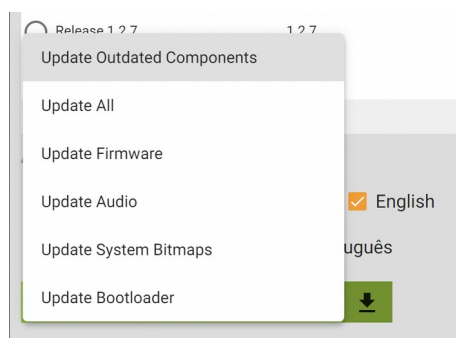 Release 1.2.7 1.2.7
Update Outdated Components
Update All
Update Firmware
Update Audio
English
Update System Bitmaps
uguês
Update Bootloader